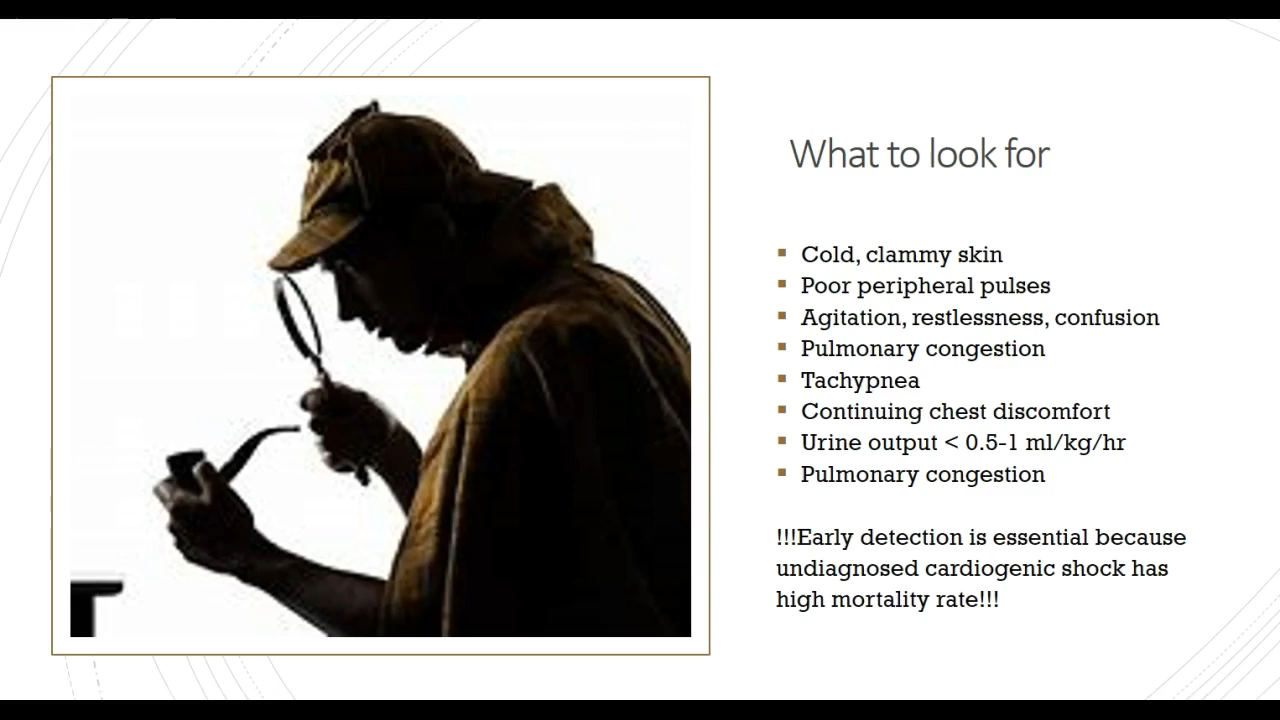 What to look for
▪ Cold, clammy skin
▪ Poor peripheral pulses
▪ Agitation, restlessness, confusion
▪ Pulmonary congestion
▪ Tachypnea
▪ Continuing chest discomfort
▪ Urine output < 0.5-1 ml/kg/hr
▪ Pulmonary congestion
!!!Early detection is essential because
undiagnosed cardiogenic shock has
high mortality rate!!!